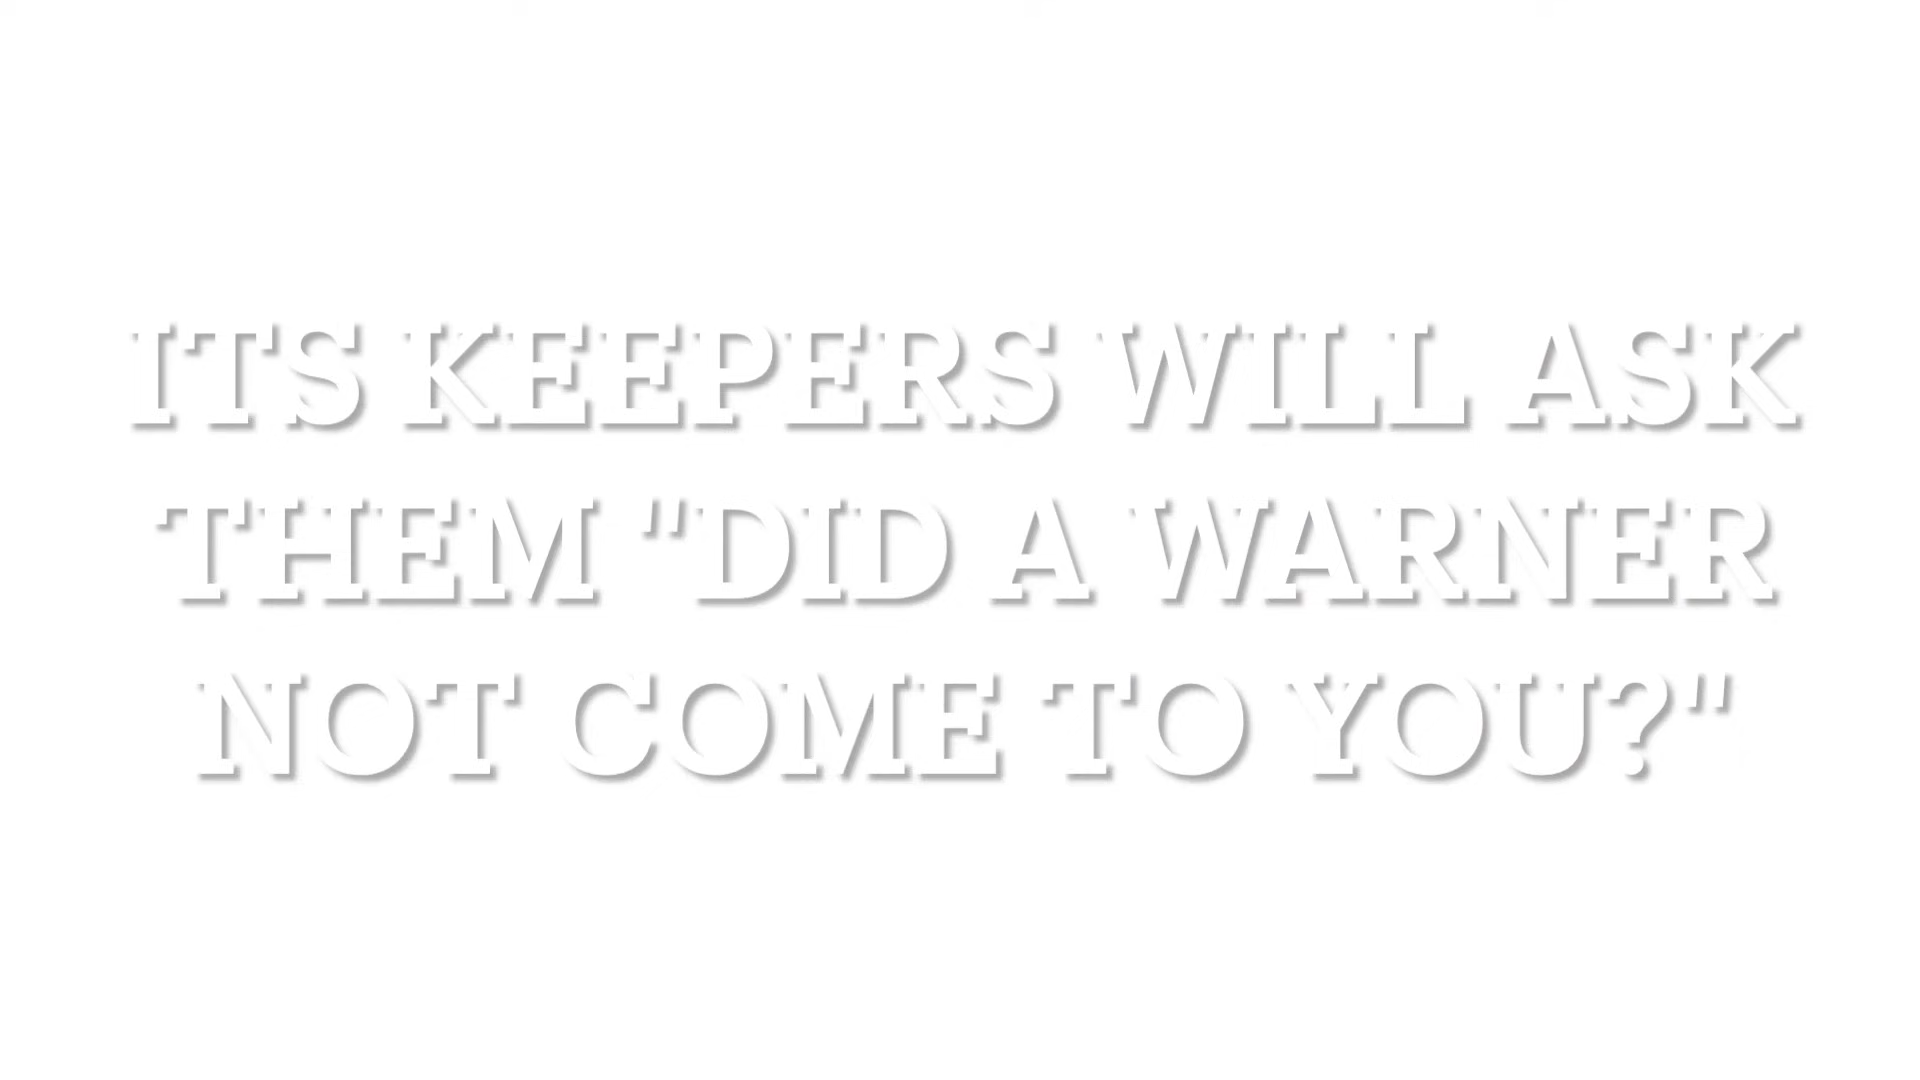 ITS KEEPERS WILL ASK
THEM "DID A WARNER
NOT COME TO YOU?"